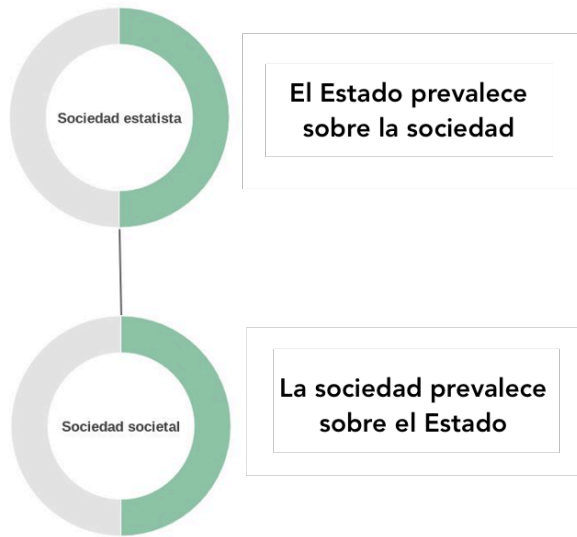 Sociedad estatista
El Estado prevalece
sobre la sociedad
Sociedad societal
La sociedad prevalece
sobre el Estado